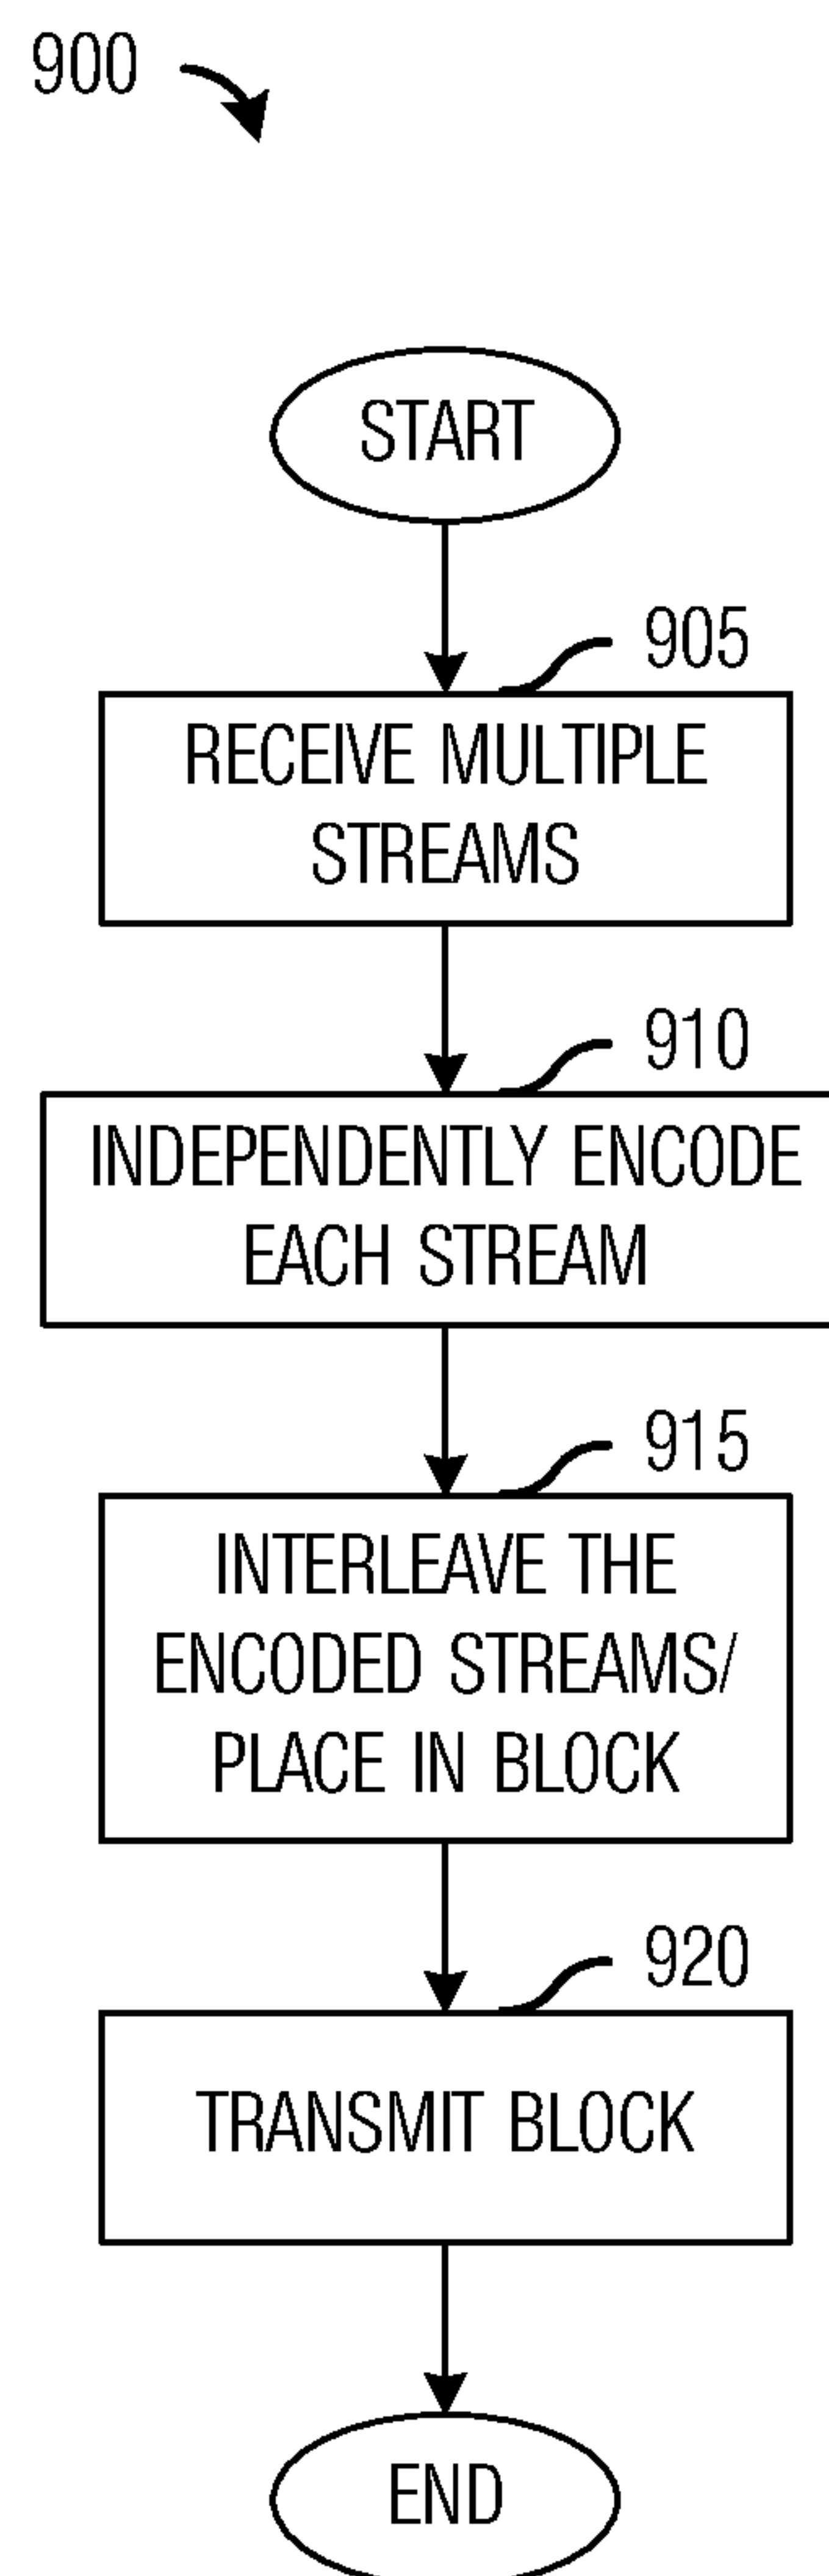 900
START
905
RECEIVE MULTIPLE
STREAMS
910
INDEPENDENTLY ENCODE
EACH STREAM
915
INTERLEAVE THE
ENCODED STREAMS/
PLACE IN BLOCK
920
TRANSMIT BLOCK
END